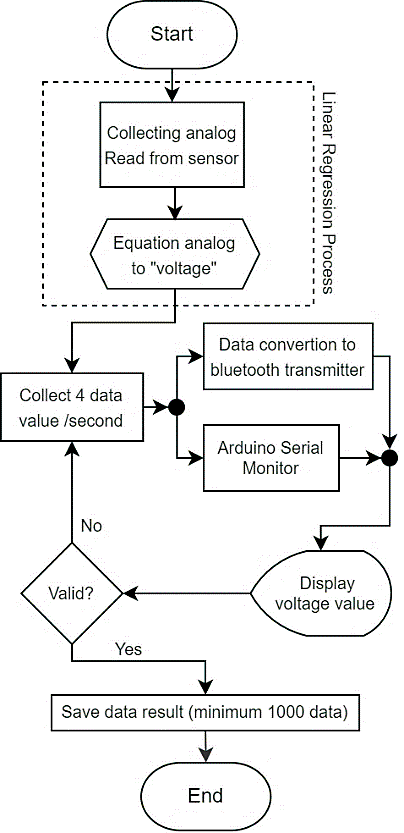 Start
Linear Regression Process
Collecting analog
Read from sensor
Equation analog
to "voltage"
Data convertion to
bluetooth transmitter
Collect 4 data
value /second
Arduino Serial
Monitor
No
Display
voltage value
Valid?
Yes
Save data result (minimum 1000 data)
End